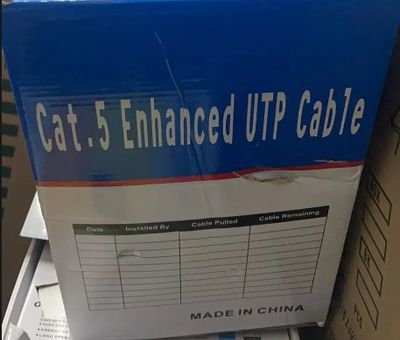 Cat.5 Enhanced UTP Cable
Date Installed By Cable Pulled Cable Remaining
MADE IN CHINA